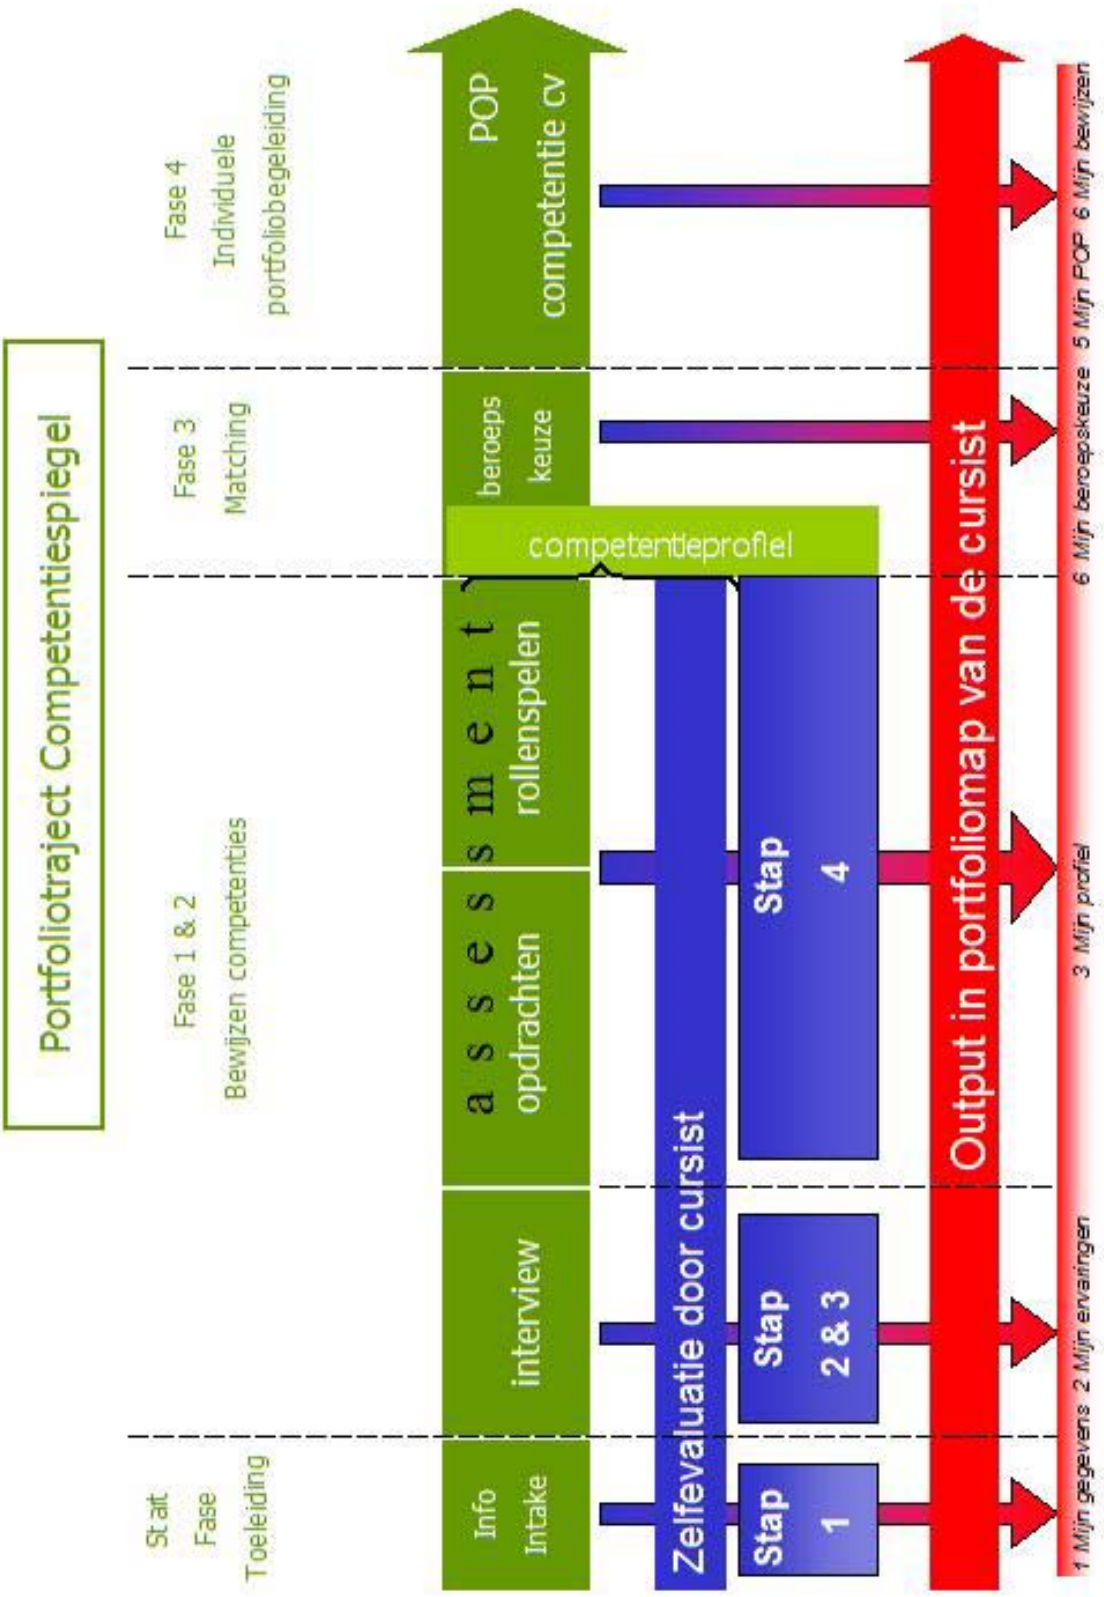 Portfoliotraject Competentiespiegel
Start
Fase
Toeleiding
Fase 1 & 2
Bewijzen competenties
Fase 3
Matching
Fase 4
Individuele
portfoliobegeleiding
Info
Intake
interview
assessment
opdrachten
rollenspelen
competentieprofiel
beroeps
keuze
POP
competentie cv
Zelfevaluatie door cursist
Stap
1
Stap
2 & 3
Stap
4
Output in portfoliomap van de cursist
1 Mijn gegevens 2 Mijn ervaringen
3 Mijn profiel
6 Mijn beroepskeuze 5 Mijn POP 6 Mijn bewijzen